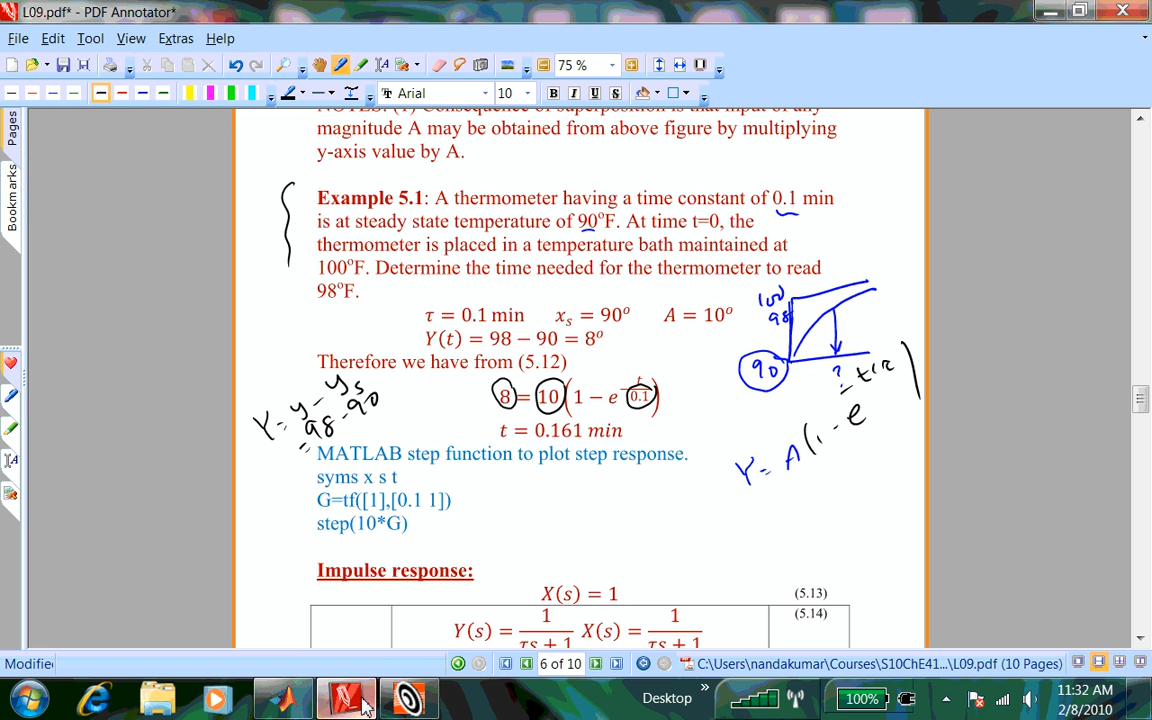 L09.pdf* - PDF Annotator*
File Edit Tool View Extras Help
75 %
Arial 10 B I U S
Pages
Bookmarks
magnitude A may be obtained from above figure by multiplying
y-axis value by A.
Example 5.1: A thermometer having a time constant of 0.1 min
is at steady state temperature of 90°F. At time t=0, the
thermometer is placed in a temperature bath maintained at
100°F. Determine the time needed for the thermometer to read
98°F.
τ = 0.1 min x_s = 90° A = 10°
Y(t) = 98 − 90 = 8°
Therefore we have from (5.12)
8 = 10(1 − e^{−t/0.1})
t = 0.161 min
MATLAB step function to plot step response.
syms x s t
G=tf([1],[0.1 1])
step(10*G)
Impulse response:
X(s) = 1 (5.13)
Y(s) = 1/(τs + 1) X(s) = 1/(τs + 1) (5.14)
100
98
90
?
Y = y - ys
98 - 90
Y = A(1 - e
Modifie
6 of 10
C:\Users\nandakumar\Courses\S10ChE41...\L09.pdf (10 Pages)
Desktop
»
100%
11:32 AM
2/8/2010